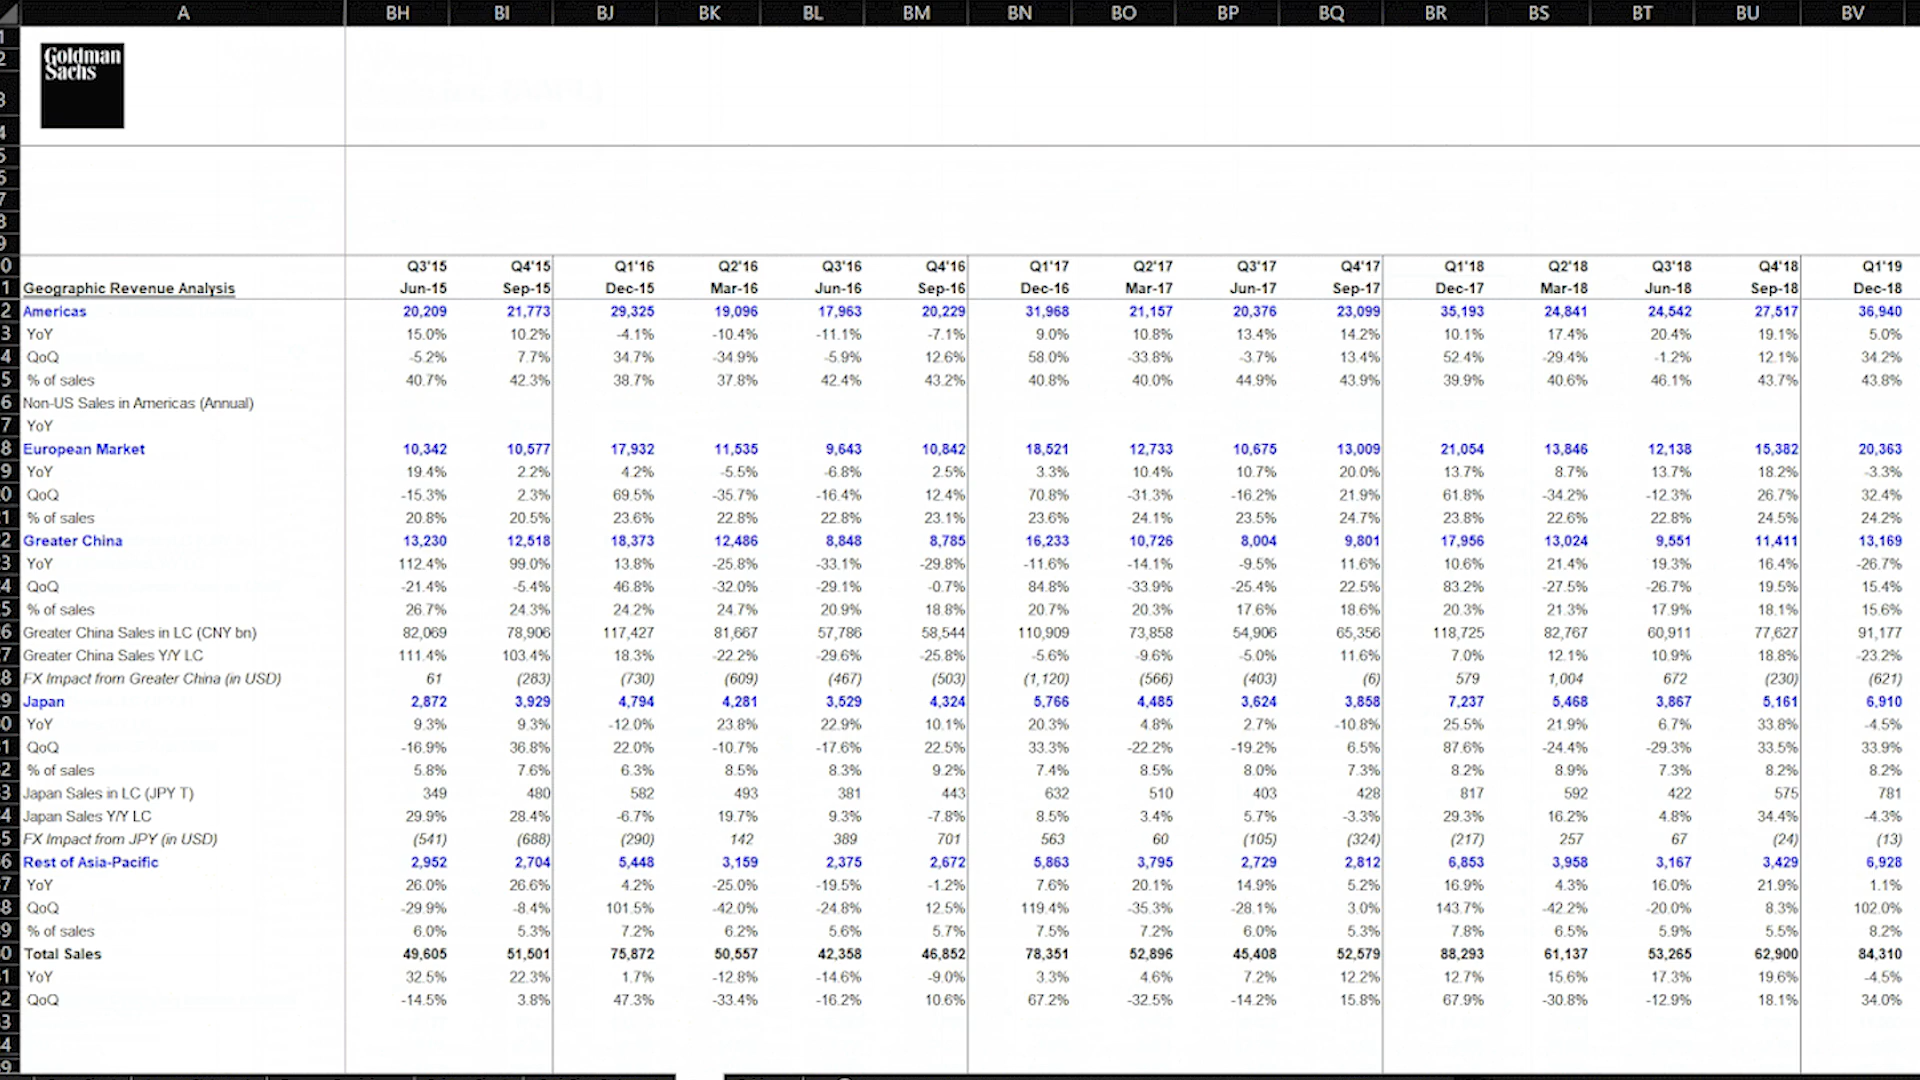 A BH BI BJ BK BL BM BN BO BP BQ BR BS BT BU BV
Goldman
Sachs
Q3'15 Q4'15 Q1'16 Q2'16 Q3'16 Q4'16 Q1'17 Q2'17 Q3'17 Q4'17 Q1'18 Q2'18 Q3'18 Q4'18 Q1'19
Geographic Revenue Analysis Jun-15 Sep-15 Dec-15 Mar-16 Jun-16 Sep-16 Dec-16 Mar-17 Jun-17 Sep-17 Dec-17 Mar-18 Jun-18 Sep-18 Dec-18
Americas 20,209 21,773 29,325 19,096 17,963 20,229 31,968 21,157 20,376 23,099 35,193 24,841 24,542 27,517 36,940
YoY 15.0% 10.2% -4.1% -10.4% -11.1% -7.1% 9.0% 10.8% 13.4% 14.2% 10.1% 17.4% 20.4% 19.1% 5.0%
QoQ -5.2% 7.7% 34.7% -34.9% -5.9% 12.6% 58.0% -33.8% -3.7% 13.4% 52.4% -29.4% -1.2% 12.1% 34.2%
% of sales 40.7% 42.3% 38.7% 37.8% 42.4% 43.2% 40.8% 40.0% 44.9% 43.9% 39.9% 40.6% 46.1% 43.7% 43.8%
Non-US Sales in Americas (Annual)
YoY
European Market 10,342 10,577 17,932 11,535 9,643 10,842 18,521 12,733 10,675 13,009 21,054 13,846 12,138 15,382 20,363
YoY 19.4% 2.2% 4.2% -5.5% -6.8% 2.5% 3.3% 10.4% 10.7% 20.0% 13.7% 8.7% 13.7% 18.2% -3.3%
QoQ -15.3% 2.3% 69.5% -35.7% -16.4% 12.4% 70.8% -31.3% -16.2% 21.9% 61.8% -34.2% -12.3% 26.7% 32.4%
% of sales 20.8% 20.5% 23.6% 22.8% 22.8% 23.1% 23.6% 24.1% 23.5% 24.7% 23.8% 22.6% 22.8% 24.5% 24.2%
Greater China 13,230 12,518 18,373 12,486 8,848 8,785 16,233 10,726 8,004 9,801 17,956 13,024 9,551 11,411 13,169
YoY 112.4% 99.0% 13.8% -25.8% -33.1% -29.8% -11.6% -14.1% -9.5% 11.6% 10.6% 21.4% 19.3% 16.4% -26.7%
QoQ -21.4% -5.4% 46.8% -32.0% -29.1% -0.7% 84.8% -33.9% -25.4% 22.5% 83.2% -27.5% -26.7% 19.5% 15.4%
% of sales 26.7% 24.3% 24.2% 24.7% 20.9% 18.8% 20.7% 20.3% 17.6% 18.6% 20.3% 21.3% 17.9% 18.1% 15.6%
Greater China Sales in LC (CNY bn) 82,069 78,906 117,427 81,667 57,786 58,544 110,909 73,858 54,906 65,356 118,725 82,767 60,911 77,627 91,177
Greater China Sales Y/Y LC 111.4% 103.4% 18.3% -22.2% -29.6% -25.8% -5.6% -9.6% -5.0% 11.6% 7.0% 12.1% 10.9% 18.8% -23.2%
FX Impact from Greater China (in USD) 61 (283) (730) (609) (467) (503) (1,120) (566) (403) (6) 579 1,004 672 (230) (621)
Japan 2,872 3,929 4,794 4,281 3,529 4,324 5,766 4,485 3,624 3,858 7,237 5,468 3,867 5,161 6,910
YoY 9.3% 9.3% -12.0% 23.8% 22.9% 10.1% 20.3% 4.8% 2.7% -10.8% 25.5% 21.9% 6.7% 33.8% -4.5%
QoQ -16.9% 36.8% 22.0% -10.7% -17.6% 22.5% 33.3% -22.2% -19.2% 6.5% 87.6% -24.4% -29.3% 33.5% 33.9%
% of sales 5.8% 7.6% 6.3% 8.5% 8.3% 9.2% 7.4% 8.5% 8.0% 7.3% 8.2% 8.9% 7.3% 8.2% 8.2%
Japan Sales in LC (JPY T) 349 480 582 493 381 443 632 510 403 428 817 592 422 575 781
Japan Sales Y/Y LC 29.9% 28.4% -6.7% 19.7% 9.3% -7.8% 8.5% 3.4% 5.7% -3.3% 29.3% 16.2% 4.8% 34.4% -4.3%
FX Impact from JPY (in USD) (541) (688) (290) 142 389 701 563 60 (105) (324) (217) 257 67 (24) (13)
Rest of Asia-Pacific 2,952 2,704 5,448 3,159 2,375 2,672 5,863 3,795 2,729 2,812 6,853 3,958 3,167 3,429 6,928
YoY 26.0% 26.6% 4.2% -25.0% -19.5% -1.2% 7.6% 20.1% 14.9% 5.2% 16.9% 4.3% 16.0% 21.9% 1.1%
QoQ -29.9% -8.4% 101.5% -42.0% -24.8% 12.5% 119.4% -35.3% -28.1% 3.0% 143.7% -42.2% -20.0% 8.3% 102.0%
% of sales 6.0% 5.3% 7.2% 6.2% 5.6% 5.7% 7.5% 7.2% 6.0% 5.3% 7.8% 6.5% 5.9% 5.5% 8.2%
Total Sales 49,605 51,501 75,872 50,557 42,358 46,852 78,351 52,896 45,408 52,579 88,293 61,137 53,265 62,900 84,310
YoY 32.5% 22.3% 1.7% -12.8% -14.6% -9.0% 3.3% 4.6% 7.2% 12.2% 12.7% 15.6% 17.3% 19.6% -4.5%
QoQ -14.5% 3.8% 47.3% -33.4% -16.2% 10.6% 67.2% -32.5% -14.2% 15.8% 67.9% -30.8% -12.9% 18.1% 34.0%